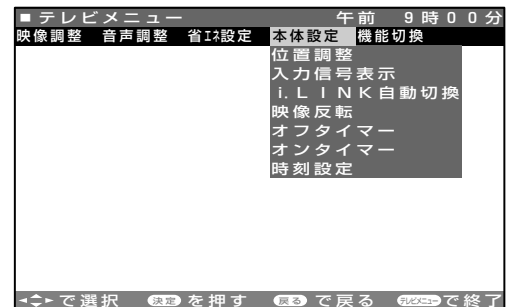 ■テレビメニュー 午前 9時00分
映像調整 音声調整 省エネ設定 本体設定 機能切換
位置調整
入力信号表示
i.LINK自動切換
映像反転
オフタイマー
オンタイマー
時刻設定
で選択 決定 を押す 戻る で戻る テレビメニュー で終了